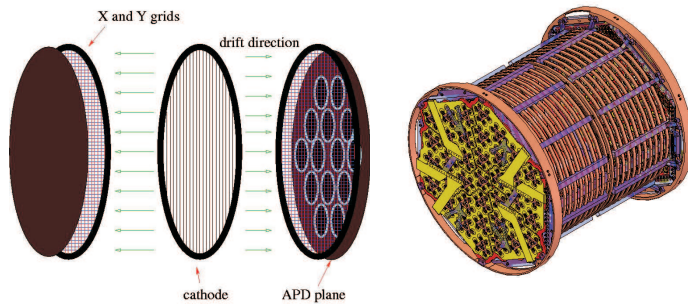 X and Y grids
drift direction
cathode
APD plane